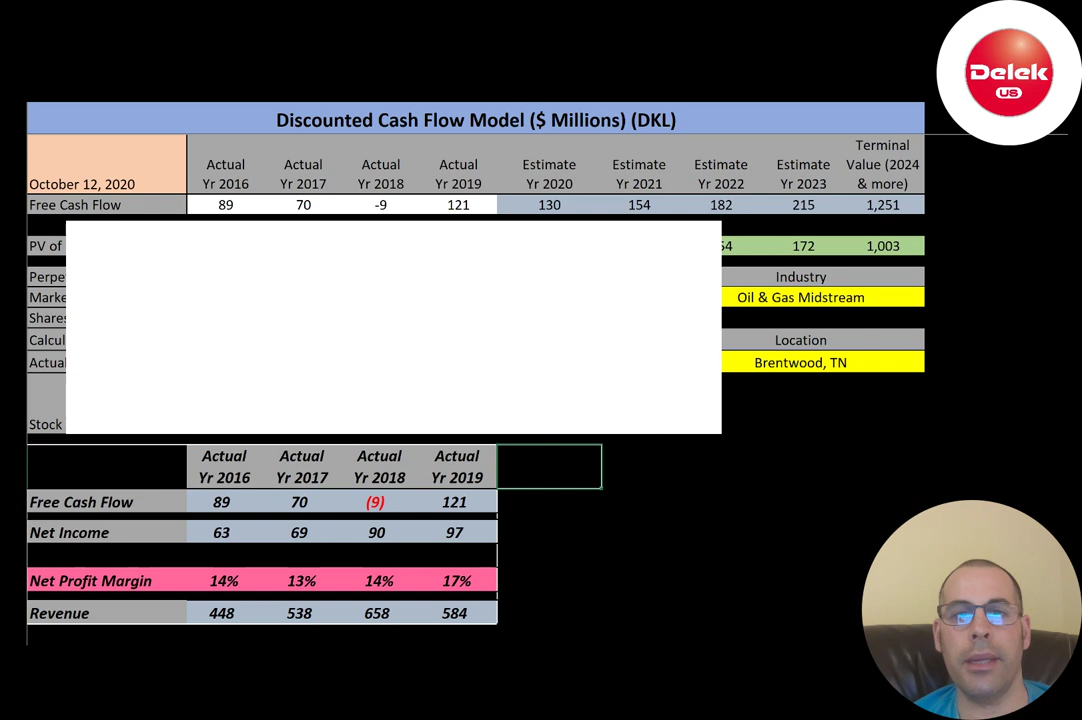 Delek
US
Discounted Cash Flow Model ($ Millions) (DKL)
October 12, 2020 Actual Yr 2016 Actual Yr 2017 Actual Yr 2018 Actual Yr 2019 Estimate Yr 2020 Estimate Yr 2021 Estimate Yr 2022 Estimate Yr 2023 Terminal Value (2024 & more)
Free Cash Flow 89 70 -9 121 130 154 182 215 1,251
PV of 172 1,003
Industry
Oil & Gas Midstream
Shares
Location
Brentwood, TN
Stock
Actual Yr 2016 Actual Yr 2017 Actual Yr 2018 Actual Yr 2019
Free Cash Flow 89 70 (9) 121
Net Income 63 69 90 97
Net Profit Margin 14% 13% 14% 17%
Revenue 448 538 658 584